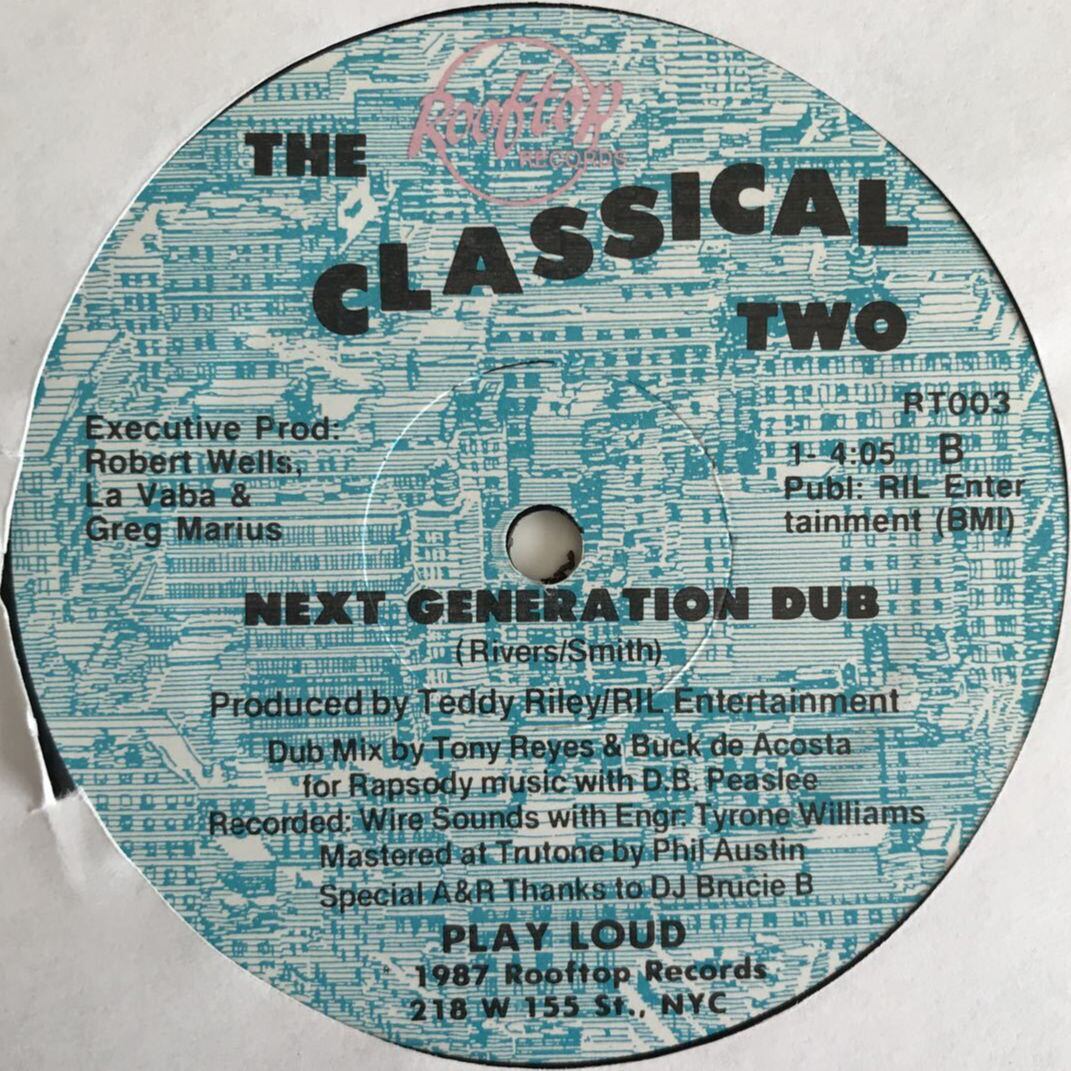 Rooftop
RECORDS
THE
CLASSICAL
TWO
Executive Prod:
Robert Wells,
La Vaba &
Greg Marius
RT003
1- 4:05 B
Publ: RIL Enter
tainment (BMI)
NEXT GENERATION DUB
(Rivers/Smith)
Produced by Teddy Riley/RIL Entertainment
Dub Mix by Tony Reyes & Buck de Acosta
for Rapsody music with D.B. Peaslee
Recorded: Wire Sounds with Engr: Tyrone Williams
Mastered at Trutone by Phil Austin
Special A&R Thanks to DJ Brucie B
PLAY LOUD
1987 Rooftop Records
218 W 155 St., NYC